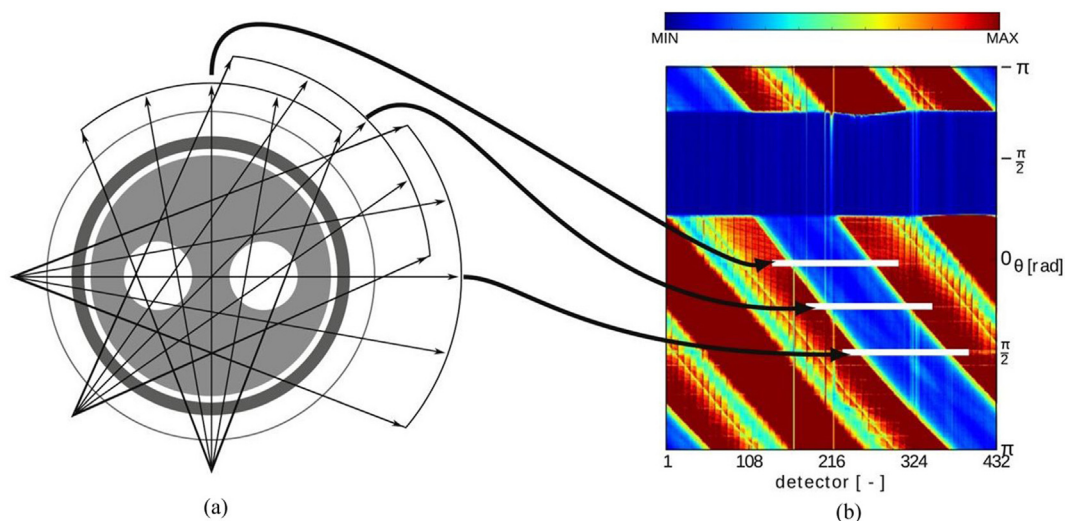 MIN MAX
− π
− π/2
0
θ [rad]
π/2
π
1 108 216 324 432
detector [ - ]
(a) (b)